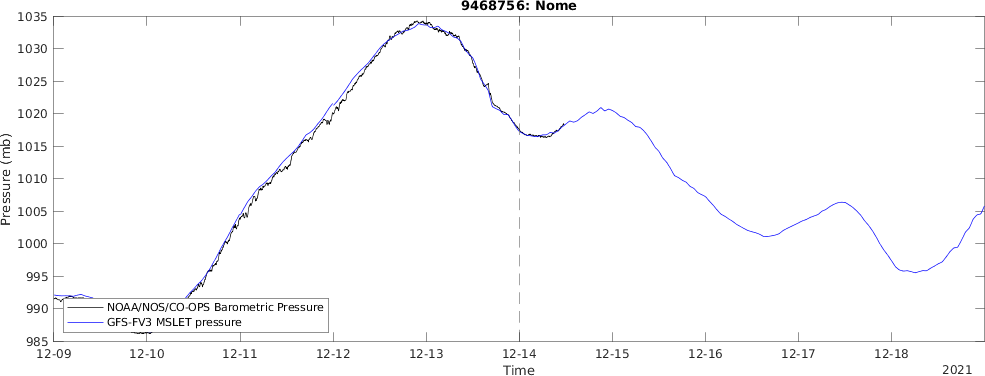 9468756: Nome
1035
1030
1025
1020
1015
1010
1005
1000
995
990
985
Pressure (mb)
NOAA/NOS/CO-OPS Barometric Pressure
GFS-FV3 MSLET pressure
12-09 12-10 12-11 12-12 12-13 12-14 12-15 12-16 12-17 12-18
Time
2021